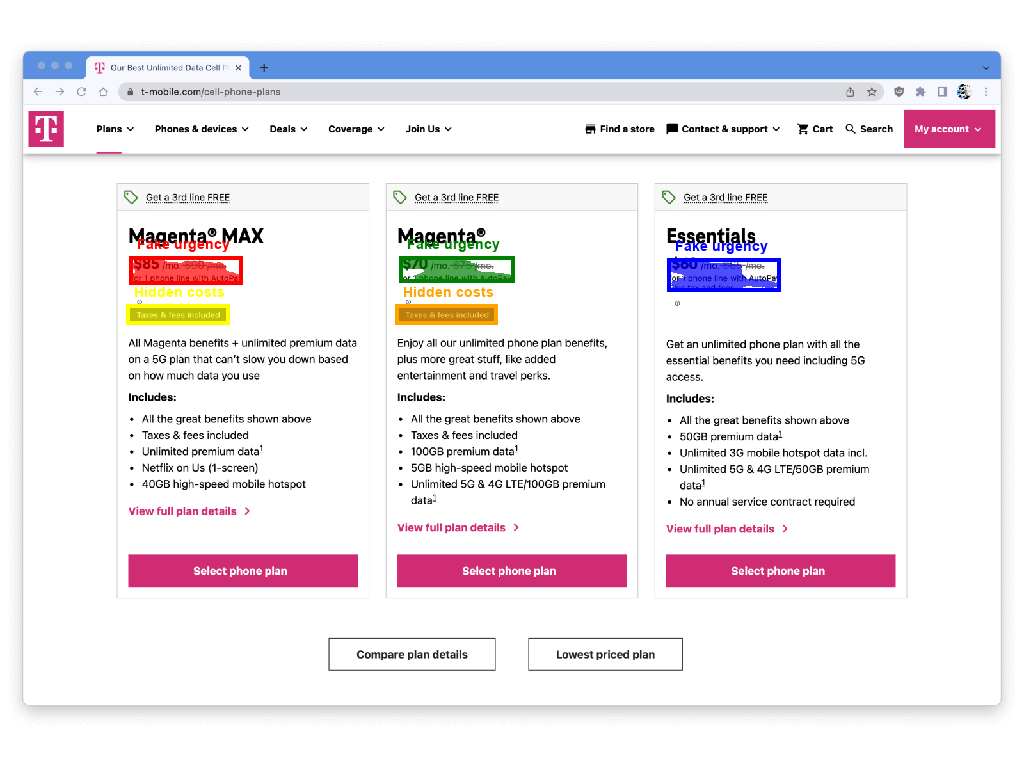 Our Best Unlimited Data Cell Pl
t-mobile.com/cell-phone-plans
T
Plans
Phones & devices
Deals
Coverage
Join Us
Find a store
Contact & support
Cart
Search
My account
Get a 3rd line FREE
Magenta® MAX
Fake urgency
$85 /mo. $90 /mo.
for 1 phone line with AutoPay
Hidden costs
Taxes & fees included
All Magenta benefits + unlimited premium data
on a 5G plan that can't slow you down based
on how much data you use
Includes:
• All the great benefits shown above
• Taxes & fees included
• Unlimited premium data1
• Netflix on Us (1-screen)
• 40GB high-speed mobile hotspot
View full plan details
Select phone plan
Get a 3rd line FREE
Magenta®
Fake urgency
$70 /mo. $75 /mo.
for 1 phone line with AutoPay
Hidden costs
Taxes & fees included
Enjoy all our unlimited phone plan benefits,
plus more great stuff, like added
entertainment and travel perks.
Includes:
• All the great benefits shown above
• Taxes & fees included
• 100GB premium data1
• 5GB high-speed mobile hotspot
• Unlimited 5G & 4G LTE/100GB premium
data1
View full plan details
Select phone plan
Get a 3rd line FREE
Essentials
Fake urgency
$60 /mo. $65 /mo.
for 1 phone line with AutoPay
Get an unlimited phone plan with all the
essential benefits you need including 5G
access.
Includes:
• All the great benefits shown above
• 50GB premium data1
• Unlimited 3G mobile hotspot data incl.
• Unlimited 5G & 4G LTE/50GB premium
data1
• No annual service contract required
View full plan details
Select phone plan
Compare plan details
Lowest priced plan